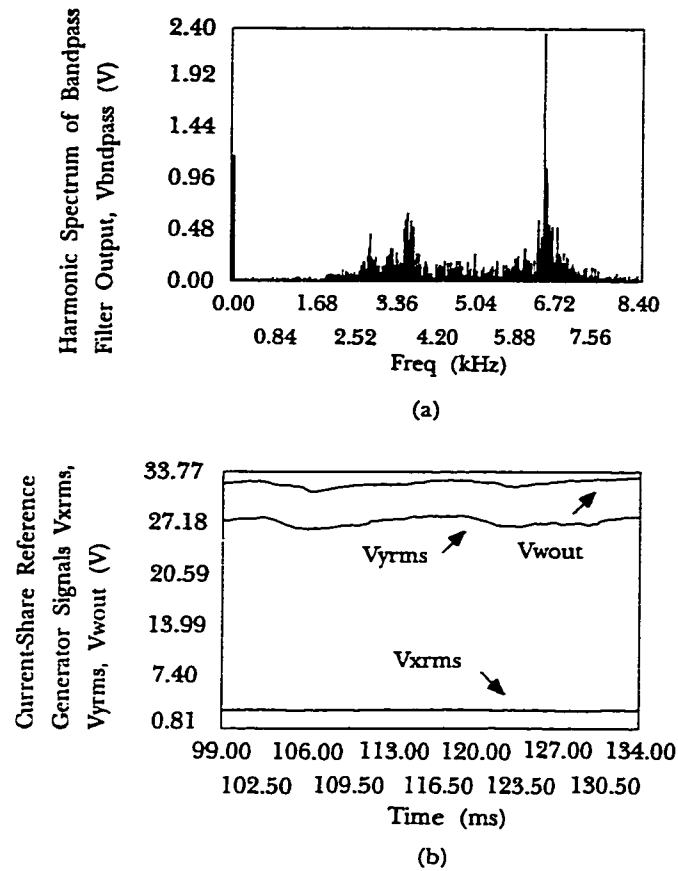 Harmonic Spectrum of Bandpass
Filter Output, Vbndpass (V)
2.40
1.92
1.44
0.96
0.48
0.00
0.00 1.68 3.36 5.04 6.72 8.40
0.84 2.52 4.20 5.88 7.56
Freq (kHz)
(a)
Current-Share Reference
Generator Signals Vxrms,
Vyrms, Vwout (V)
33.77
27.18
20.59
13.99
7.40
0.81
Vyrms
Vwout
Vxrms
99.00 106.00 113.00 120.00 127.00 134.00
102.50 109.50 116.50 123.50 130.50
Time (ms)
(b)